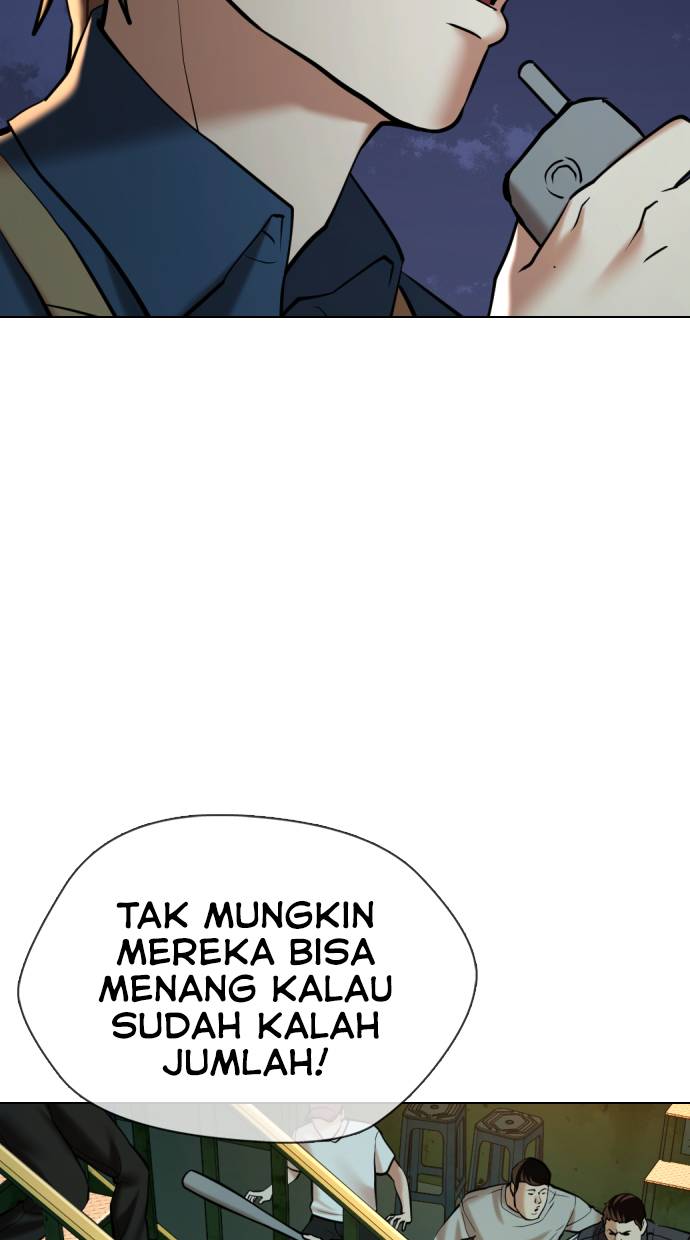 TAK MUNGKIN
MEREKA BISA
MENANG KALAU
SUDAH KALAH
JUMLAH!